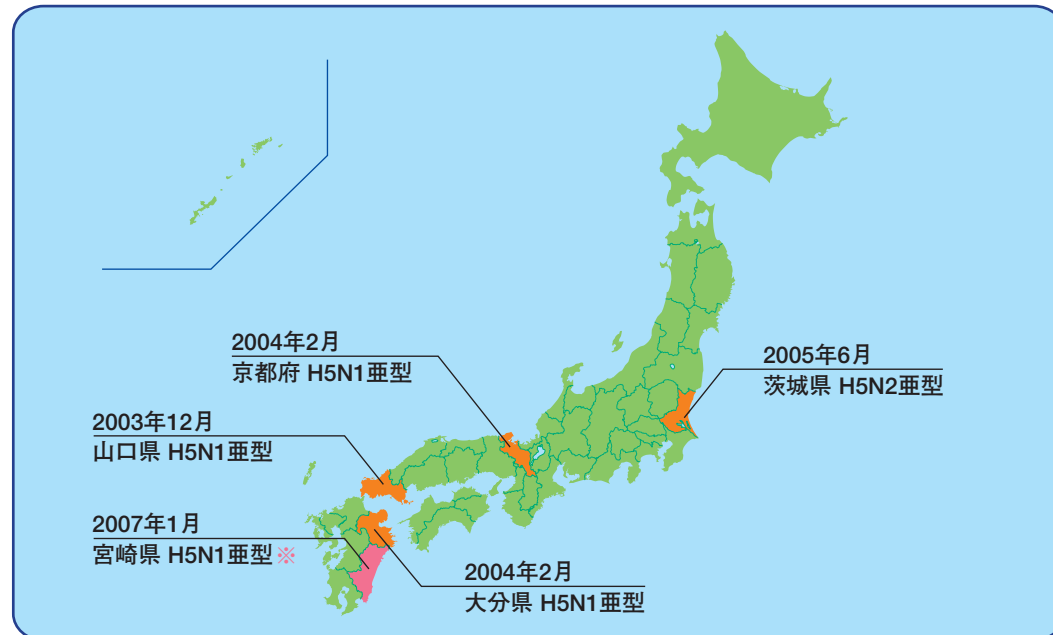 2004年2月
京都府 H5N1亜型
2005年6月
茨城県 H5N2亜型
2003年12月
山口県 H5N1亜型
2007年1月
宮崎県 H5N1亜型※
2004年2月
大分県 H5N1亜型